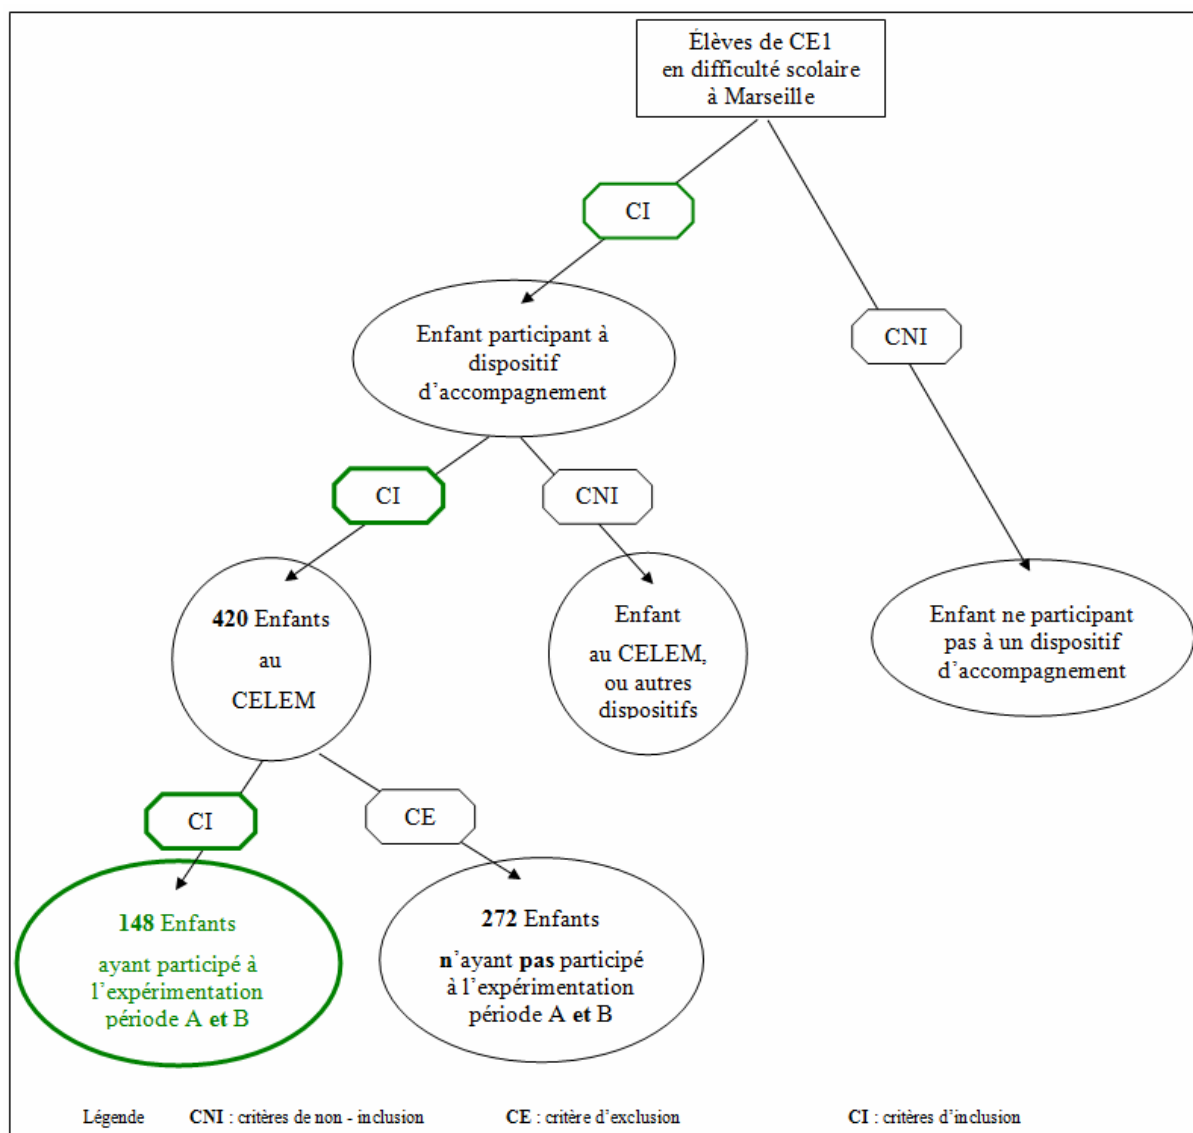 Élèves de CE1
en difficulté scolaire
à Marseille
CI
CNI
Enfant participant à
dispositif
d’accompagnement
CI
CNI
420 Enfants
au
CELEM
Enfant
au CELEM,
ou autres
dispositifs
Enfant ne participant
pas à un dispositif
d’accompagnement
CI
CE
148 Enfants
ayant participé à
l’expérimentation
période A et B
272 Enfants
n’ayant pas participé
à l’expérimentation
période A et B
Légende CNI : critères de non - inclusion CE : critère d’exclusion CI : critères d’inclusion